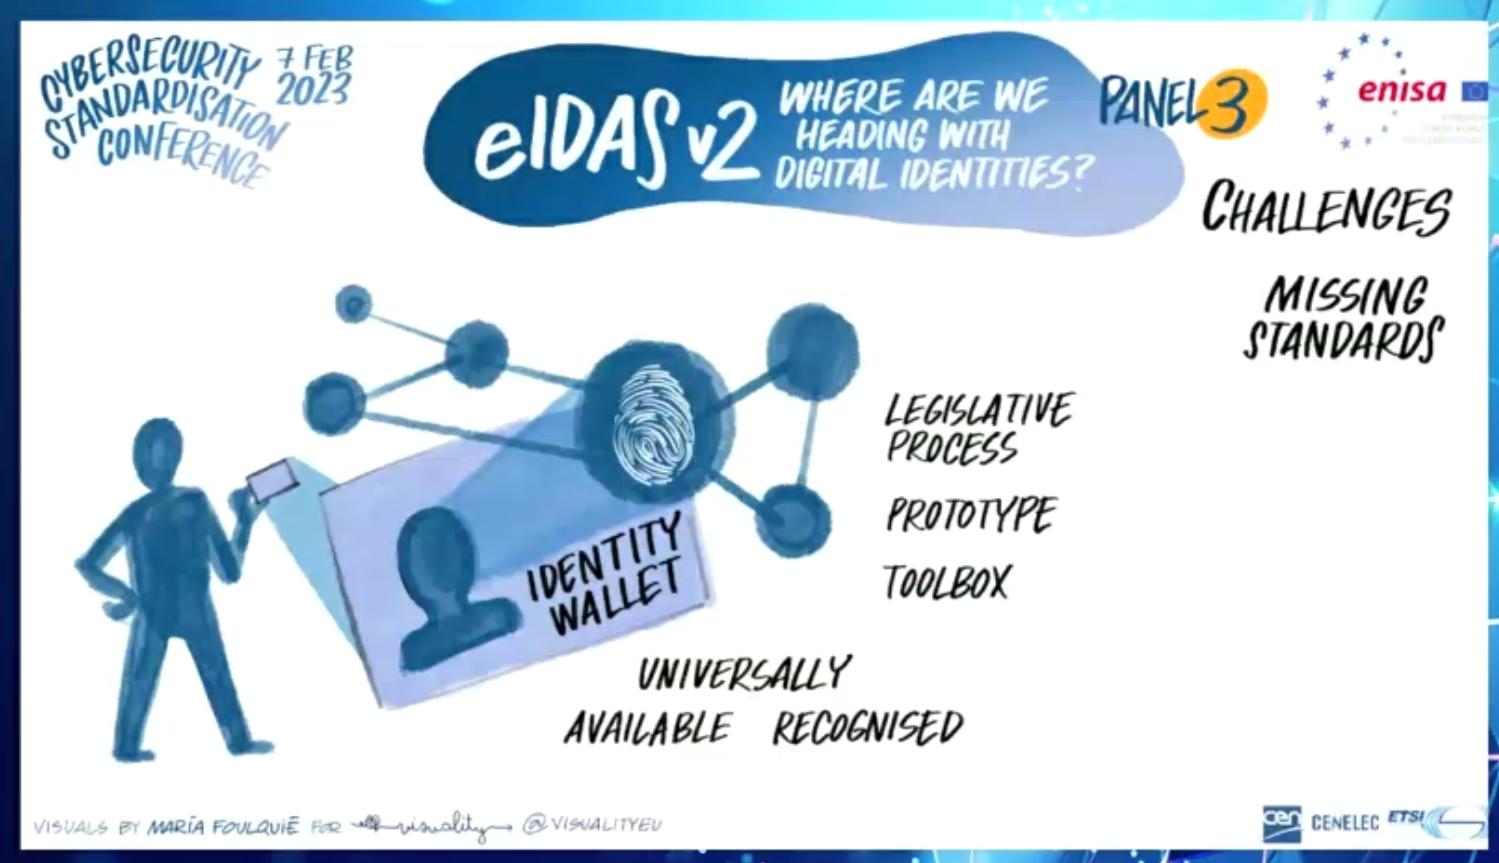 CYBERSECURITY
STANDARDISATION
CONFERENCE
7 FEB
2023
eIDAS v2
WHERE ARE WE
HEADING WITH
DIGITAL IDENTITIES?
PANEL 3
enisa
CHALLENGES
MISSING
STANDARDS
LEGISLATIVE
PROCESS
PROTOTYPE
TOOLBOX
IDENTITY
WALLET
UNIVERSALLY
AVAILABLE RECOGNISED
VISUALS BY MARÍA FOULQUIÉ FOR visuality @VISUALITYEU
cen CENELEC ETSI